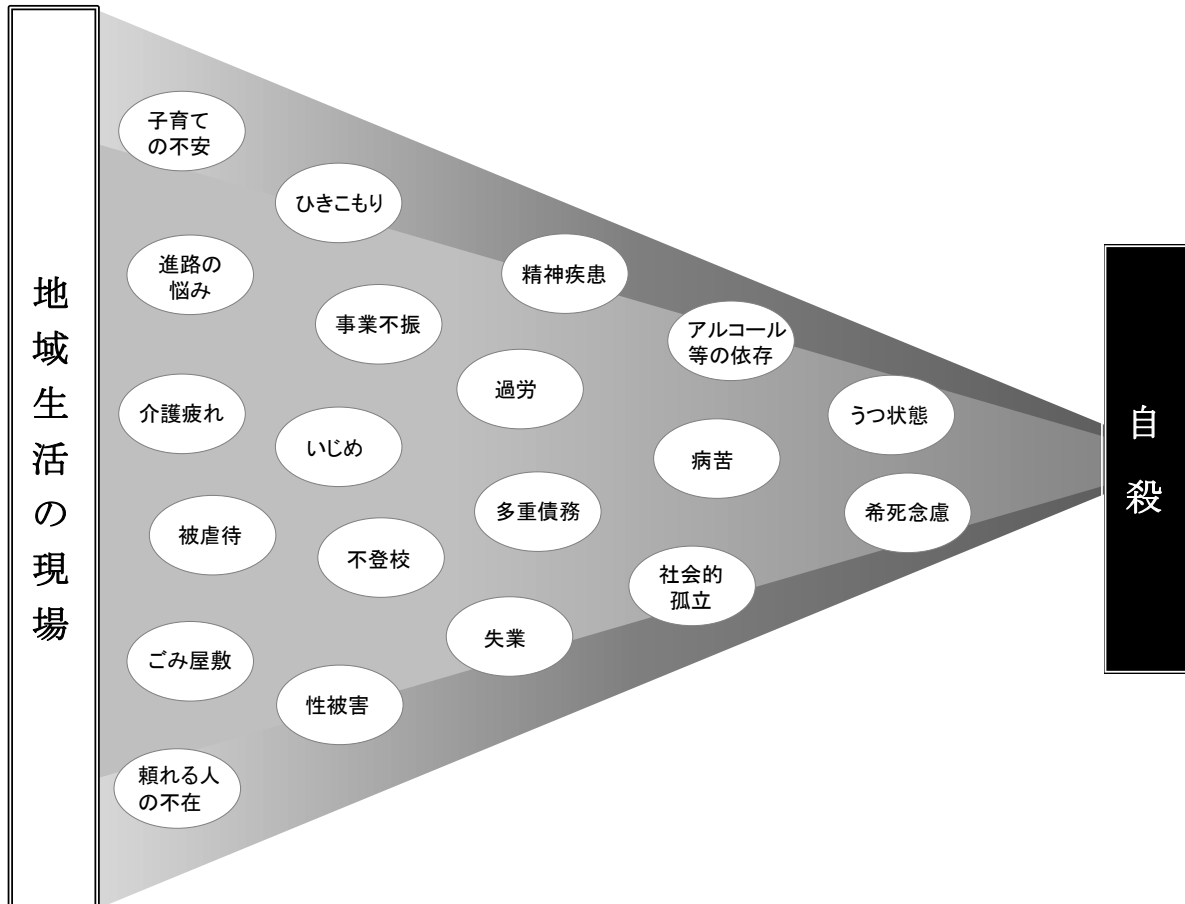 地域生活の現場
子育て
の不安
ひきこもり
進路の
悩み
精神疾患
事業不振
アルコール
等の依存
過労
介護疲れ
いじめ
うつ状態
病苦
被虐待
不登校
多重債務
希死念慮
社会的
孤立
ごみ屋敷
失業
性被害
頼れる人
の不在
自殺